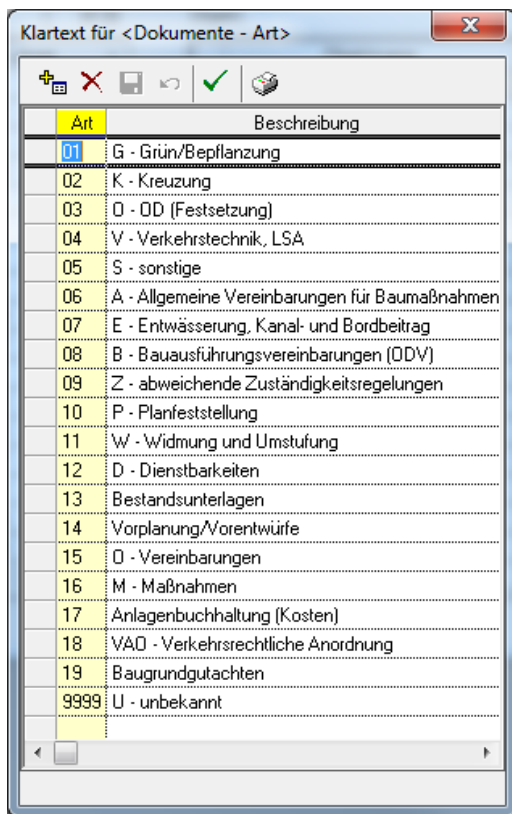 Klartext für <Dokumente - Art>
Art Beschreibung
01 G - Grün/Bepflanzung
02 K - Kreuzung
03 O - OD (Festsetzung)
04 V - Verkehrstechnik, LSA
05 S - sonstige
06 A - Allgemeine Vereinbarungen für Baumaßnahmen
07 E - Entwässerung, Kanal- und Bordbeitrag
08 B - Bauausführungsvereinbarungen (ODV)
09 Z - abweichende Zuständigkeitsregelungen
10 P - Planfeststellung
11 W - Widmung und Umstufung
12 D - Dienstbarkeiten
13 Bestandsunterlagen
14 Vorplanung/Vorentwürfe
15 O - Vereinbarungen
16 M - Maßnahmen
17 Anlagenbuchhaltung (Kosten)
18 VAO - Verkehrsrechtliche Anordnung
19 Baugrundgutachten
9999 U - unbekannt